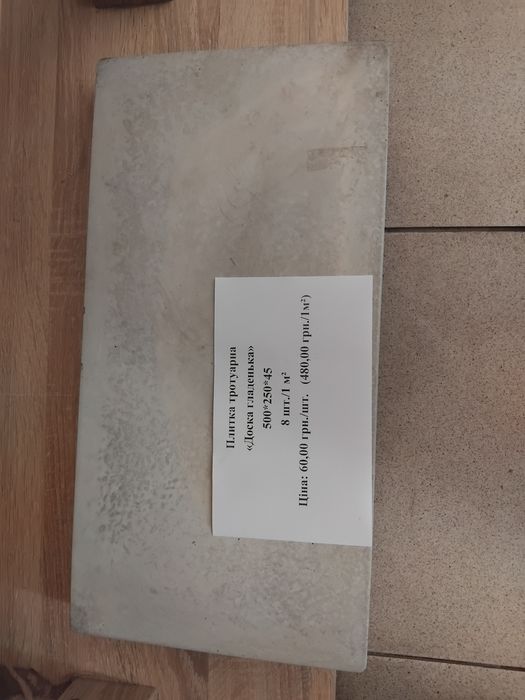 Плитка тротуарна
«Доска гладенька»
500*250*45
8 шт./1 м²
Ціна: 60,00 грн./шт. (480,00 грн./1м²)